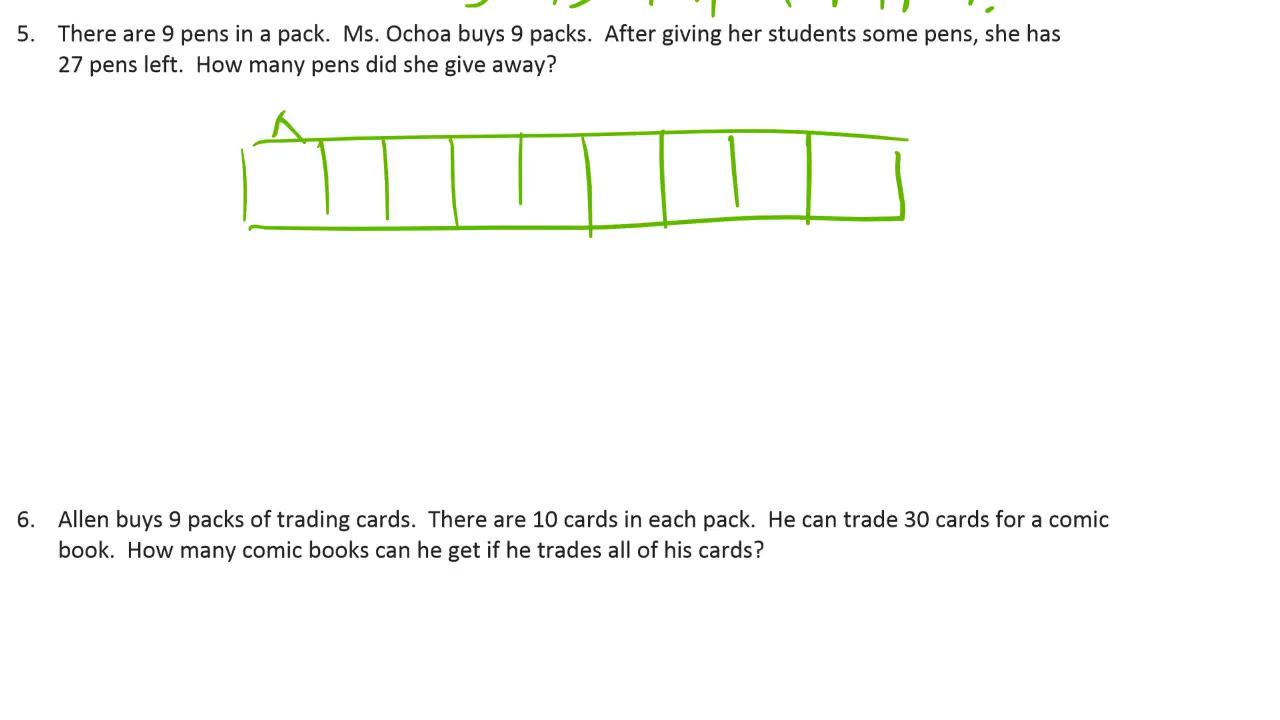 5. There are 9 pens in a pack. Ms. Ochoa buys 9 packs. After giving her students some pens, she has
27 pens left. How many pens did she give away?
6. Allen buys 9 packs of trading cards. There are 10 cards in each pack. He can trade 30 cards for a comic
book. How many comic books can he get if he trades all of his cards?